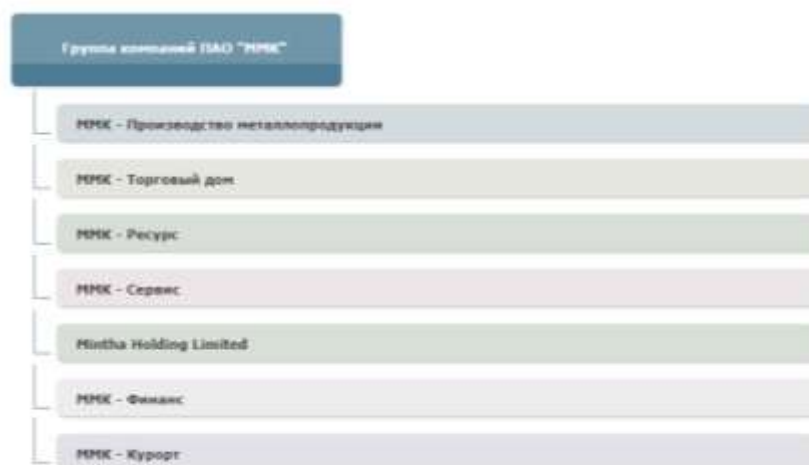 Группа компаний ПАО "ММК"
ММК - Производство металлопродукции
ММК - Торговый дом
ММК - Ресурс
ММК - Сервис
Mintha Holding Limited
ММК - Финанс
ММК - Курорт